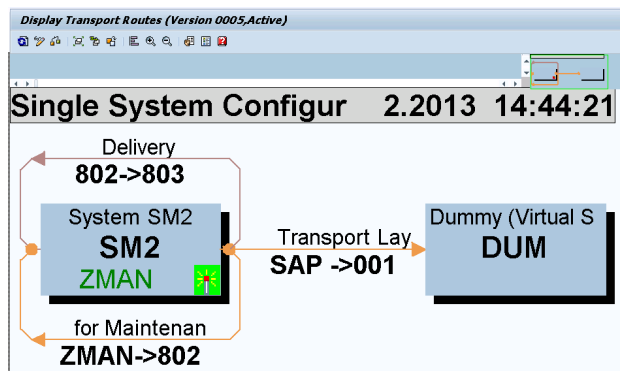 Display Transport Routes (Version 0005,Active)
Single System Configur 2.2013 14:44:21
Delivery
802->803
System SM2
SM2
ZMAN
Transport Lay
SAP ->001
Dummy (Virtual S
DUM
for Maintenan
ZMAN->802